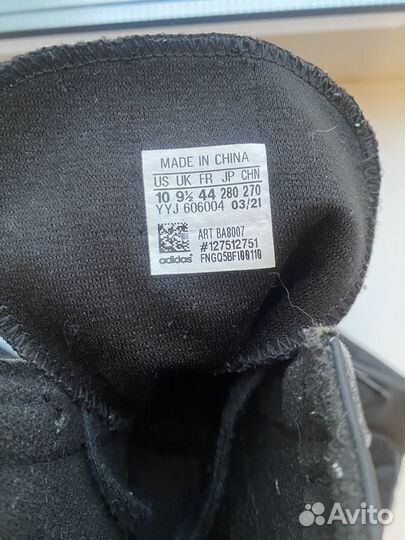 MADE IN CHINA
US UK FR JP CHN
10 9½ 44 280 270
YYJ 606004 03/21
ART BA8007
#127512751
adidas FNGQ5BF100110
Avito